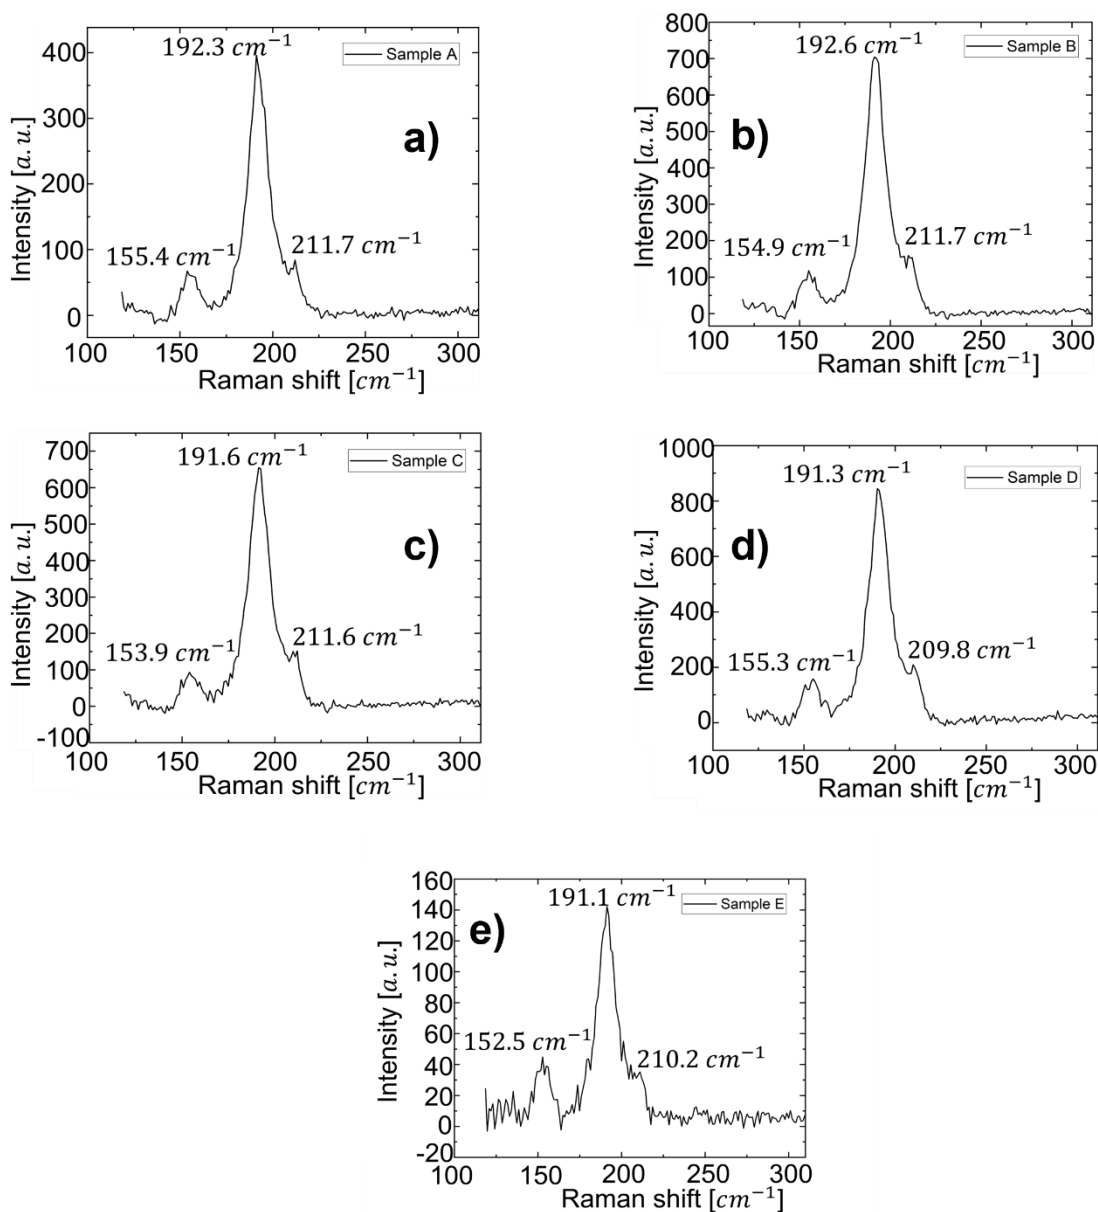 192.3 cm⁻¹
Sample A
a)
155.4 cm⁻¹
211.7 cm⁻¹
400
300
200
100
0
Intensity [a. u.]
100 150 200 250 300
Raman shift [cm⁻¹]
192.6 cm⁻¹
Sample B
b)
154.9 cm⁻¹
211.7 cm⁻¹
800
700
600
500
400
300
200
100
0
Intensity [a. u.]
100 150 200 250 300
Raman shift [cm⁻¹]
191.6 cm⁻¹
Sample C
c)
153.9 cm⁻¹
211.6 cm⁻¹
700
600
500
400
300
200
100
0
-100
Intensity [a. u.]
100 150 200 250 300
Raman shift [cm⁻¹]
191.3 cm⁻¹
Sample D
d)
155.3 cm⁻¹
209.8 cm⁻¹
1000
800
600
400
200
0
Intensity [a. u.]
100 150 200 250 300
Raman shift [cm⁻¹]
191.1 cm⁻¹
Sample E
e)
152.5 cm⁻¹
210.2 cm⁻¹
160
140
120
100
80
60
40
20
0
-20
Intensity [a. u.]
100 150 200 250 300
Raman shift [cm⁻¹]